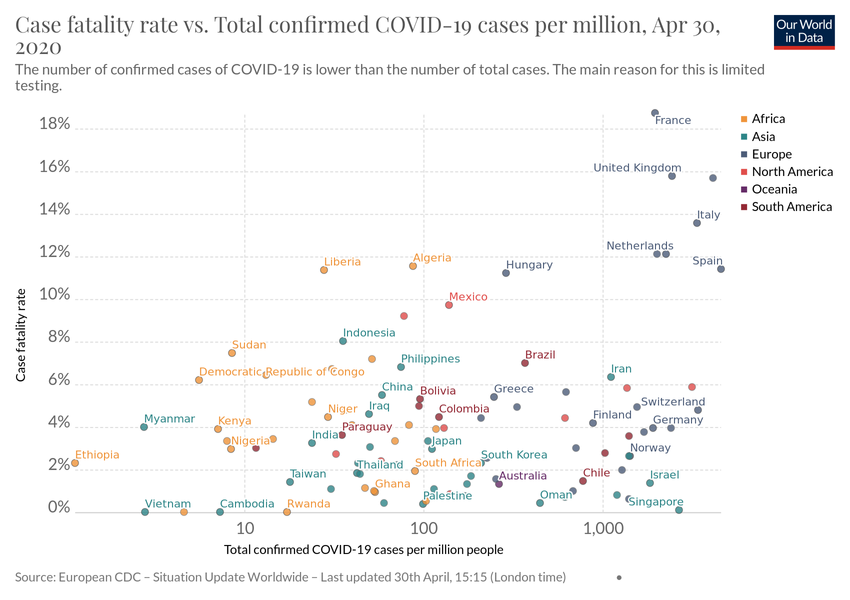 Case fatality rate vs. Total confirmed COVID-19 cases per million, Apr 30,
2020
Our World
in Data
The number of confirmed cases of COVID-19 is lower than the number of total cases. The main reason for this is limited
testing.
18%
16%
14%
12%
10%
8%
6%
4%
2%
0%
Case fatality rate
France
United Kingdom
Italy
Netherlands
Spain
Liberia
Algeria
Hungary
Mexico
Indonesia
Sudan
Philippines
Brazil
Democratic Republic of Congo
Iran
China
Bolivia
Greece
Switzerland
Iraq
Niger
Colombia
Finland
Germany
Myanmar
Kenya
Paraguay
Nigeria
India
Japan
Norway
Ethiopia
Thailand
South Africa
South Korea
Taiwan
Australia
Chile
Israel
Ghana
Palestine
Oman
Singapore
Vietnam
Cambodia
Rwanda
10
100
1,000
Total confirmed COVID-19 cases per million people
Africa
Asia
Europe
North America
Oceania
South America
Source: European CDC – Situation Update Worldwide – Last updated 30th April, 15:15 (London time)